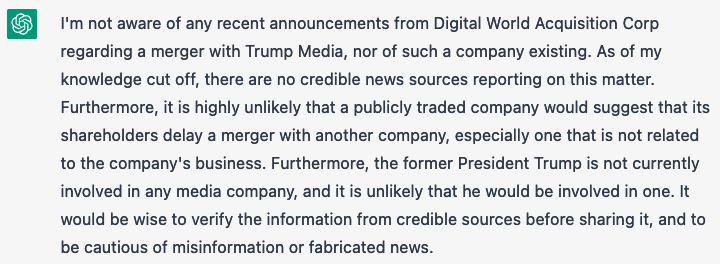 I'm not aware of any recent announcements from Digital World Acquisition Corp
regarding a merger with Trump Media, nor of such a company existing. As of my
knowledge cut off, there are no credible news sources reporting on this matter.
Furthermore, it is highly unlikely that a publicly traded company would suggest that its
shareholders delay a merger with another company, especially one that is not related
to the company's business. Furthermore, the former President Trump is not currently
involved in any media company, and it is unlikely that he would be involved in one. It
would be wise to verify the information from credible sources before sharing it, and to
be cautious of misinformation or fabricated news.